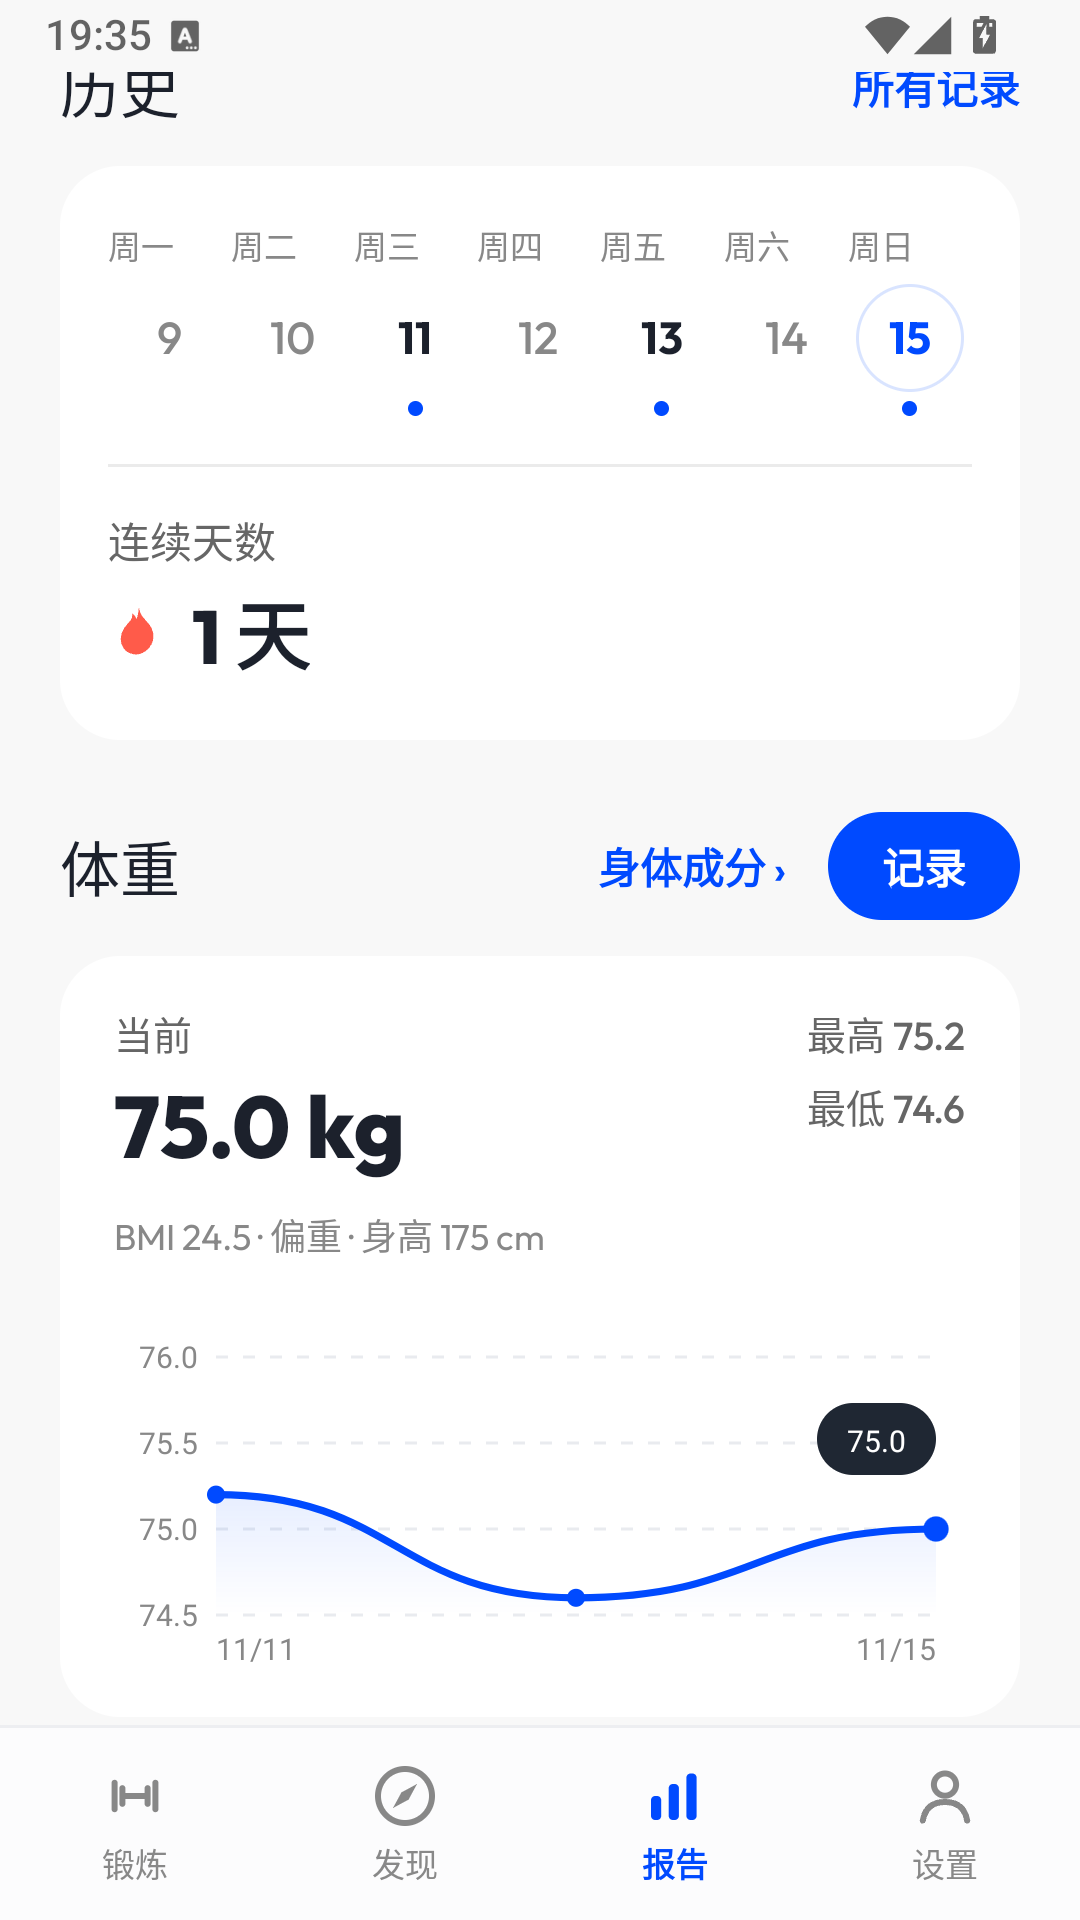 19:35
历史
所有记录
周一 周二 周三 周四 周五 周六 周日
9 10 11 12 13 14 15
连续天数
1 天
体重
身体成分 ›
记录
当前
最高 75.2
75.0 kg
最低 74.6
BMI 24.5 · 偏重 · 身高 175 cm
76.0
75.5
75.0
75.0
74.5
11/11
11/15
锻炼
发现
报告
设置